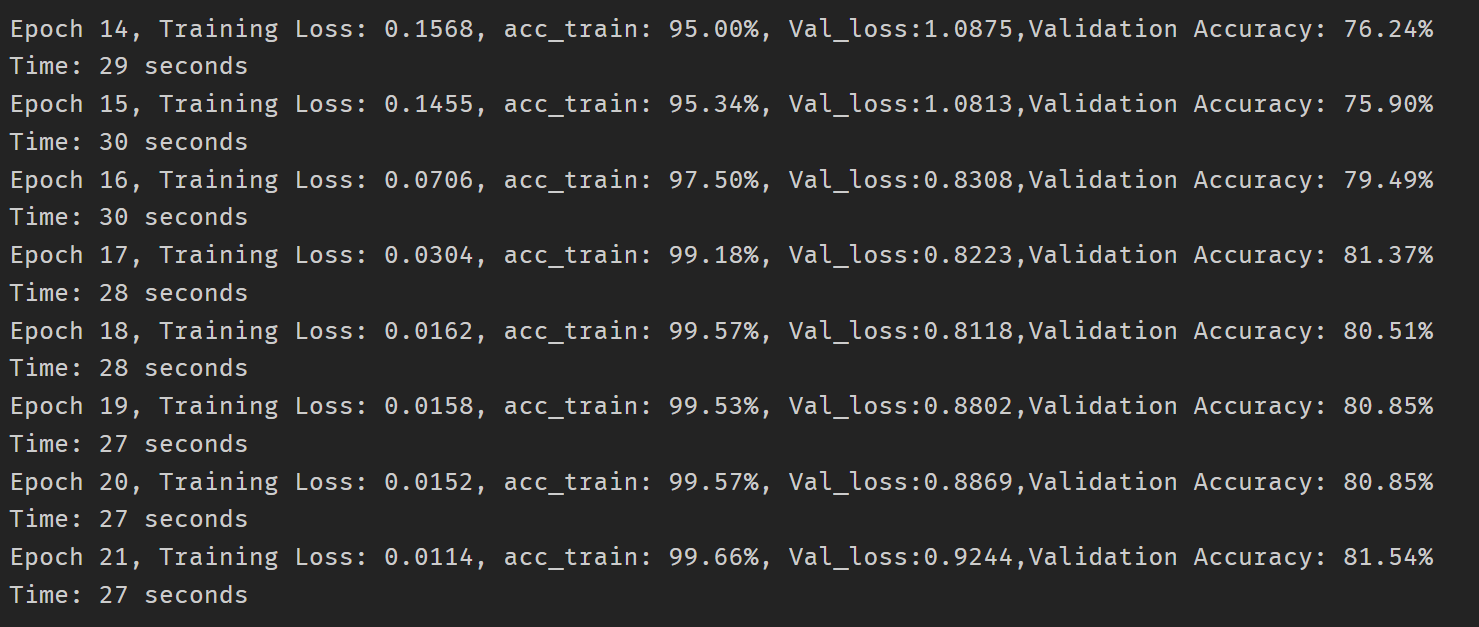 Epoch 14, Training Loss: 0.1568, acc_train: 95.00%, Val_loss:1.0875,Validation Accuracy: 76.24%
Time: 29 seconds
Epoch 15, Training Loss: 0.1455, acc_train: 95.34%, Val_loss:1.0813,Validation Accuracy: 75.90%
Time: 30 seconds
Epoch 16, Training Loss: 0.0706, acc_train: 97.50%, Val_loss:0.8308,Validation Accuracy: 79.49%
Time: 30 seconds
Epoch 17, Training Loss: 0.0304, acc_train: 99.18%, Val_loss:0.8223,Validation Accuracy: 81.37%
Time: 28 seconds
Epoch 18, Training Loss: 0.0162, acc_train: 99.57%, Val_loss:0.8118,Validation Accuracy: 80.51%
Time: 28 seconds
Epoch 19, Training Loss: 0.0158, acc_train: 99.53%, Val_loss:0.8802,Validation Accuracy: 80.85%
Time: 27 seconds
Epoch 20, Training Loss: 0.0152, acc_train: 99.57%, Val_loss:0.8869,Validation Accuracy: 80.85%
Time: 27 seconds
Epoch 21, Training Loss: 0.0114, acc_train: 99.66%, Val_loss:0.9244,Validation Accuracy: 81.54%
Time: 27 seconds